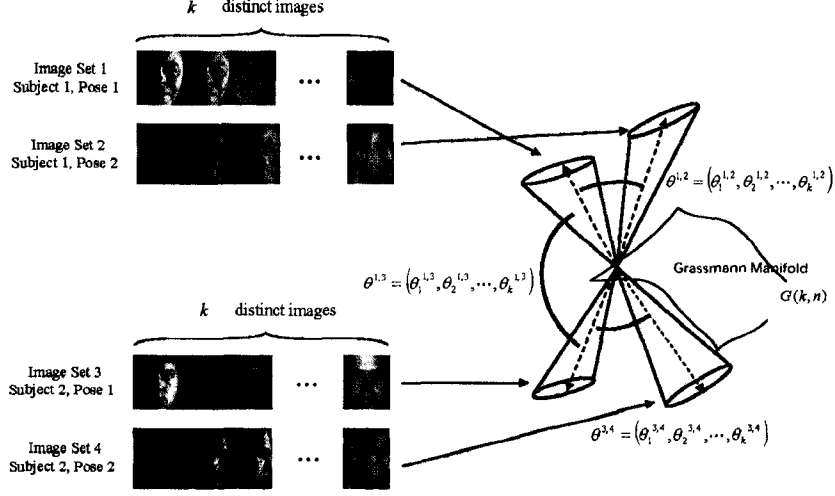 k distinct images
Image Set 1
Subject 1, Pose 1
...
Image Set 2
Subject 1, Pose 2
...
θ^{1,2} = (θ_1^{1,2}, θ_2^{1,2}, ..., θ_k^{1,2})
θ^{1,3} = (θ_1^{1,3}, θ_2^{1,3}, ..., θ_k^{1,3})
Grassmann Manifold
G(k, n)
k distinct images
Image Set 3
Subject 2, Pose 1
...
Image Set 4
Subject 2, Pose 2
...
θ^{3,4} = (θ_1^{3,4}, θ_2^{3,4}, ..., θ_k^{3,4})